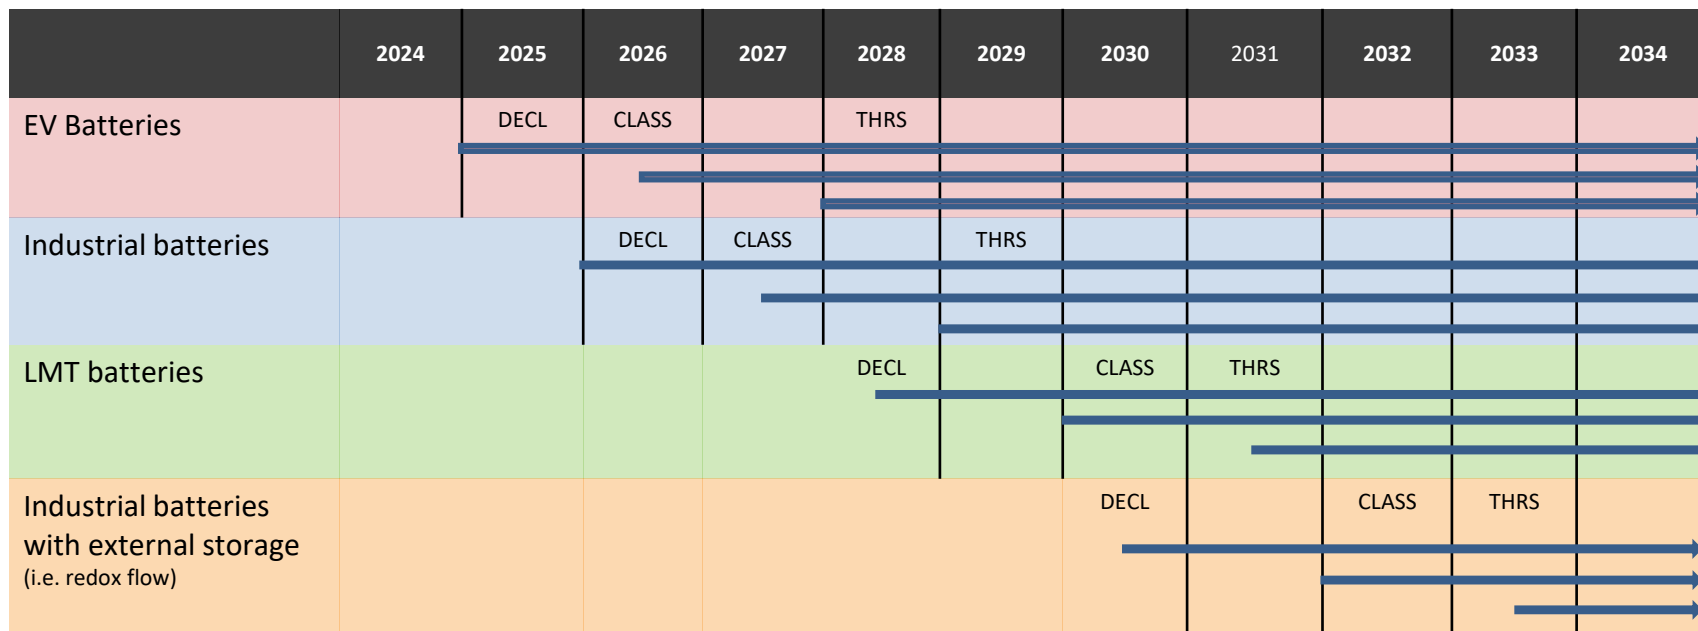 2024 2025 2026 2027 2028 2029 2030 2031 2032 2033 2034
EV Batteries DECL CLASS THRS
Industrial batteries DECL CLASS THRS
LMT batteries DECL CLASS THRS
Industrial batteries DECL CLASS THRS
with external storage
(i.e. redox flow)